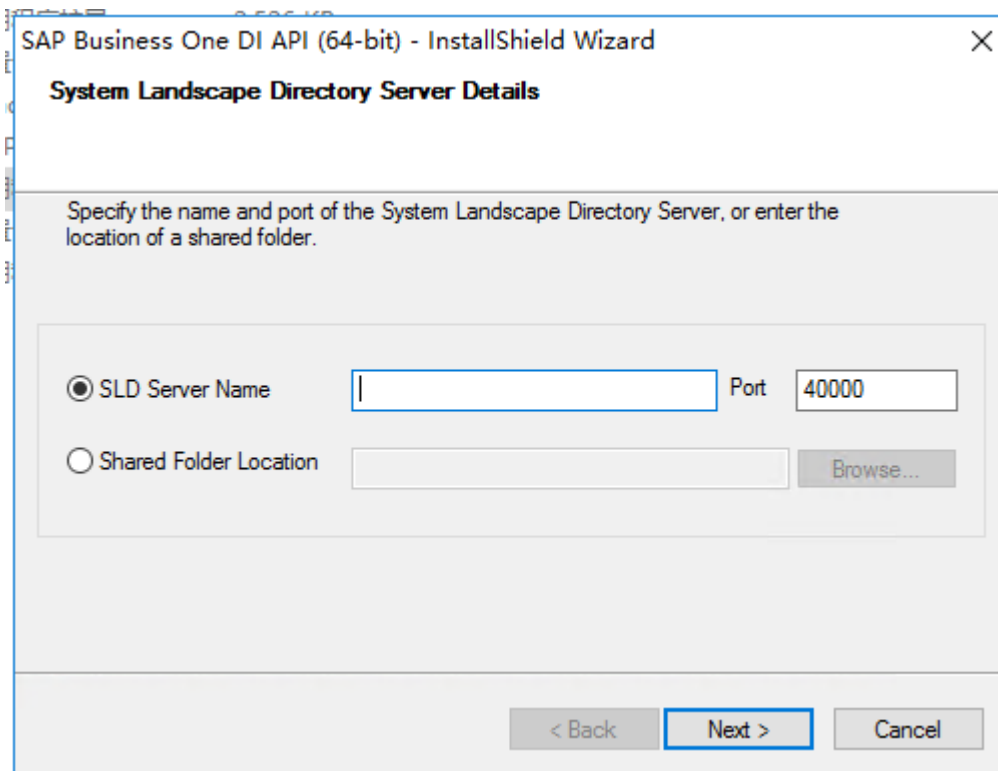 SAP Business One DI API (64-bit) - InstallShield Wizard
System Landscape Directory Server Details
Specify the name and port of the System Landscape Directory Server, or enter the
location of a shared folder.
SLD Server Name
Port
40000
Shared Folder Location
Browse...
< Back
Next >
Cancel